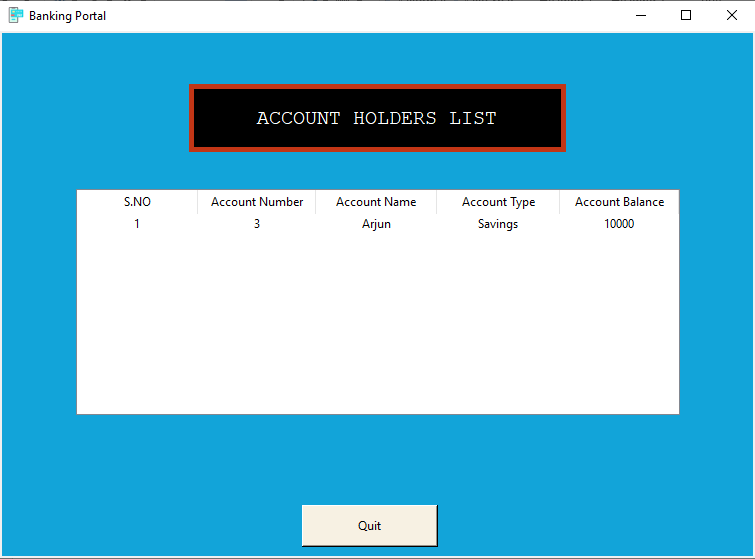 Banking Portal
ACCOUNT HOLDERS LIST
S.NO Account Number Account Name Account Type Account Balance
1 3 Arjun Savings 10000
Quit